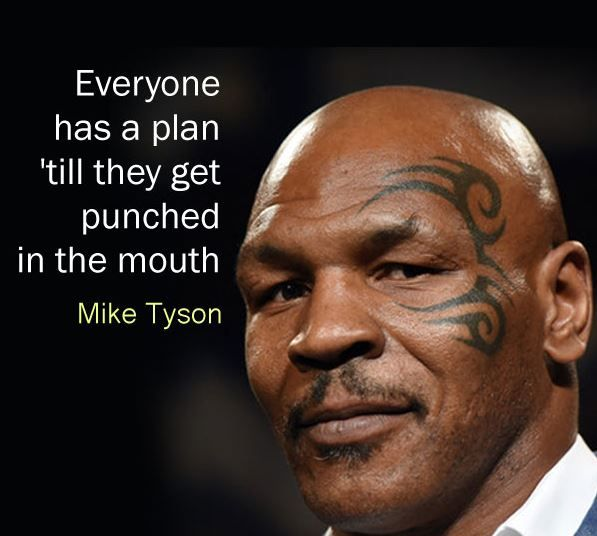 Everyone
has a plan
'till they get
punched
in the mouth
Mike Tyson